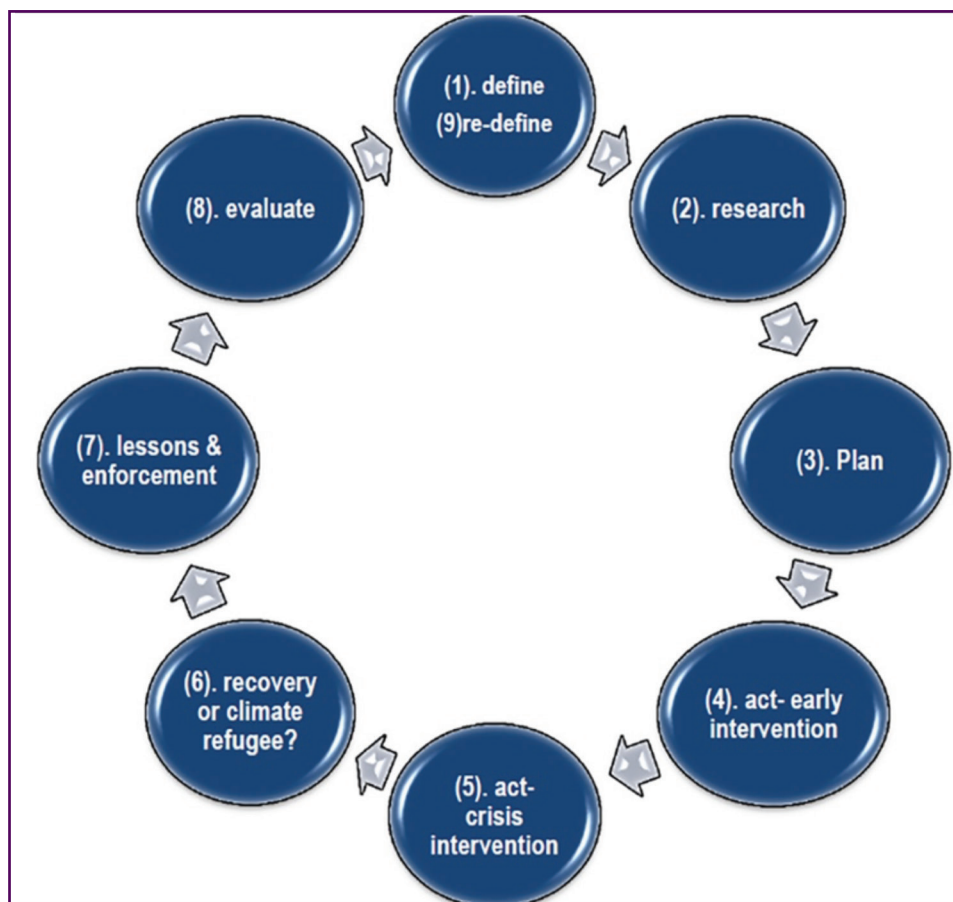 (1). define
(9)re-define
(2). research
(3). Plan
(4). act- early
intervention
(5). act-
crisis
intervention
(6). recovery
or climate
refugee?
(7). lessons &
enforcement
(8). evaluate